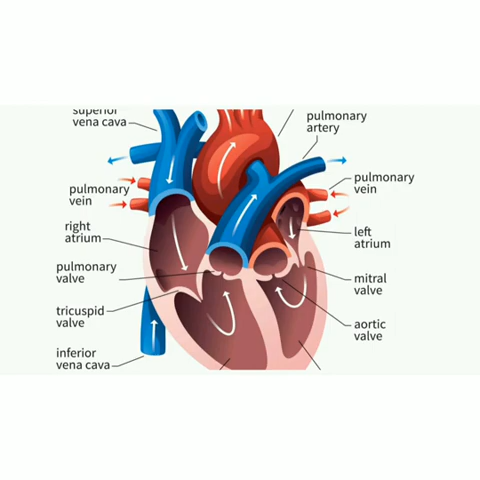 superior
vena cava
pulmonary
artery
pulmonary
vein
pulmonary
vein
right
atrium
left
atrium
pulmonary
valve
mitral
valve
tricuspid
valve
aortic
valve
inferior
vena cava